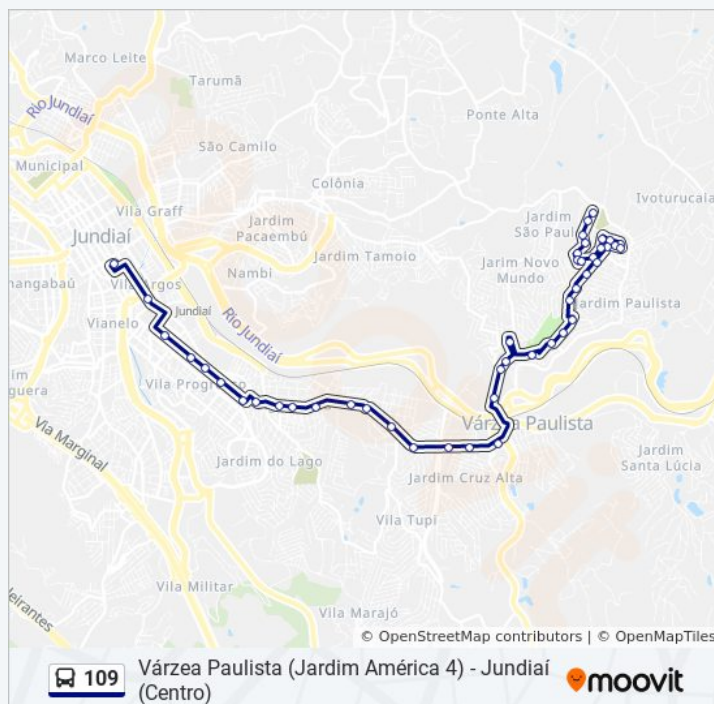 Marco Leite
Tarumã
Rio Jundiaí
Ponte Alta
Municipal
São Camilo
Colônia
Ivoturucaia
Vila Graff
Jardim
Pacaembú
Jardim
São Paul
Jundiaí
Jardim Tamoio
Jarim Novo
Mundo
Nambi
Vila Argos
Jundiaí
Jardim Paulista
Vianelo
Rio Jundiaí
Vila Progresso
Várzea Paulista
Via Marginal
Jardim do Lago
Jardim
Santa Lúcia
Jardim Cruz Alta
Vila Tupí
Vila Militar
Vila Marajó
© OpenStreetMap contributors | © OpenMapTiles
109
Várzea Paulista (Jardim América 4) - Jundiaí
(Centro)
moovit